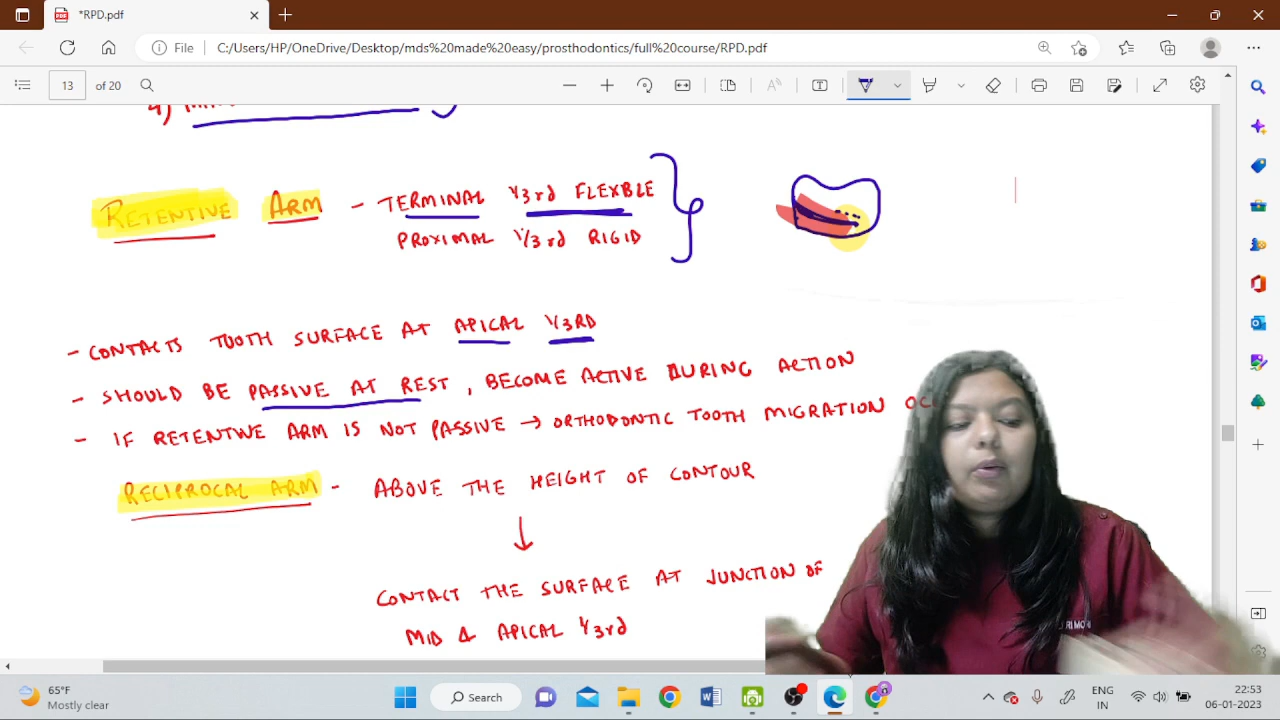 *RPD.pdf
File C:/Users/HP/OneDrive/Desktop/mds%20made%20easy/prosthodontics/full%20course/RPD.pdf
13 of 20
4)
RETENTIVE ARM - TERMINAL 1/3rd FLEXBLE
PROXIMAL 1/3rd RIGID
- CONTACTS TOOTH SURFACE AT APICAL 1/3RD
- SHOULD BE PASSIVE AT REST, BECOME ACTIVE DURING ACTION
- IF RETENTIVE ARM IS NOT PASSIVE → ORTHODONTIC TOOTH MIGRATION
RECIPROCAL ARM - ABOVE THE HEIGHT OF CONTOUR
↓
CONTACT THE SURFACE AT JUNCTION OF
MID & APICAL 1/3rd
65°F
Mostly clear
Search
ENG
IN
22:53
06-01-2023